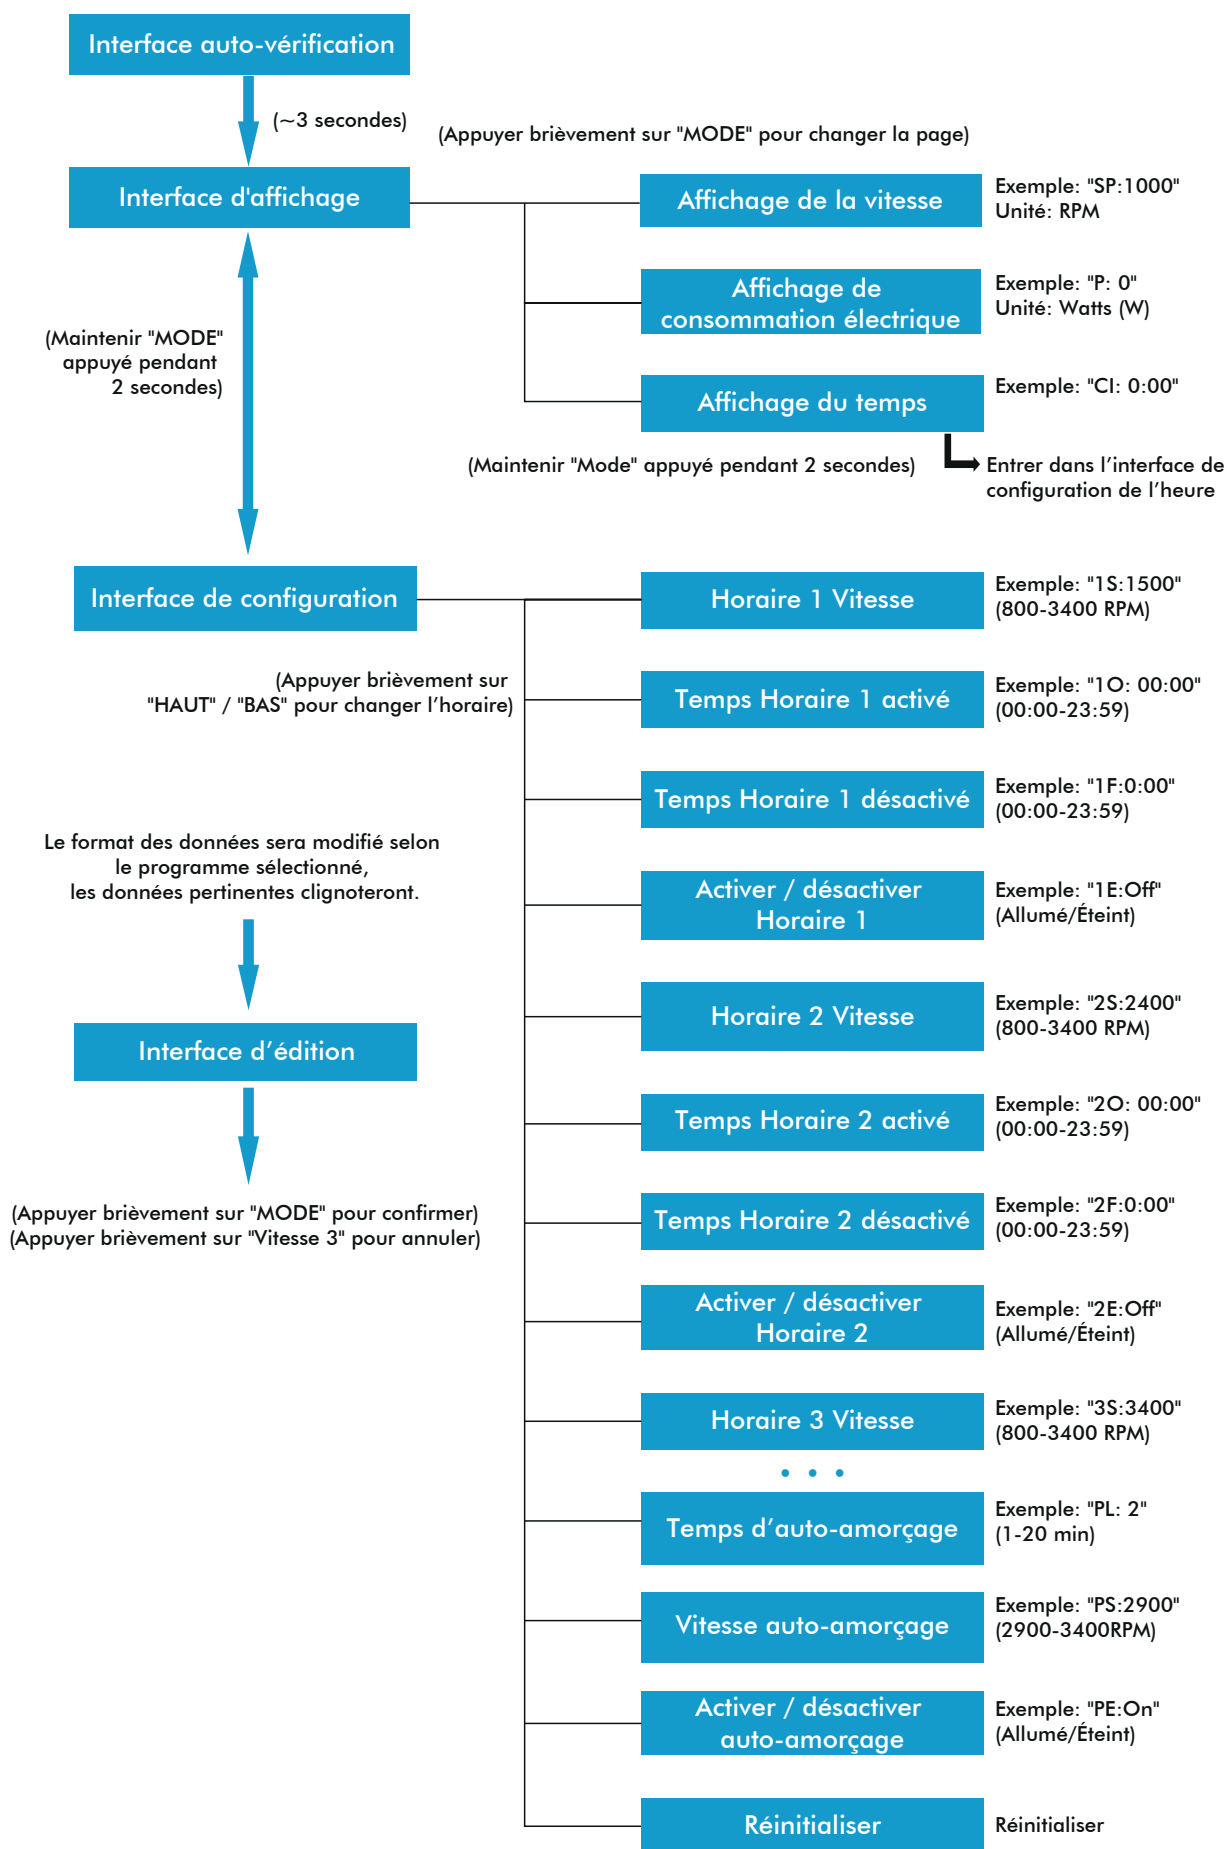 Interface auto-vérification
(~3 secondes)
(Appuyer brièvement sur "MODE" pour changer la page)
Interface d'affichage
Affichage de la vitesse
Exemple: "SP:1000"
Unité: RPM
Affichage de
consommation électrique
Exemple: "P: 0"
Unité: Watts (W)
(Maintenir "MODE"
appuyé pendant
2 secondes)
Affichage du temps
Exemple: "CI: 0:00"
(Maintenir "Mode" appuyé pendant 2 secondes)
Entrer dans l’interface de
configuration de l’heure
Interface de configuration
Horaire 1 Vitesse
Exemple: "1S:1500"
(800-3400 RPM)
(Appuyer brièvement sur
"HAUT" / "BAS" pour changer l’horaire)
Temps Horaire 1 activé
Exemple: "1O: 00:00"
(00:00-23:59)
Temps Horaire 1 désactivé
Exemple: "1F:0:00"
(00:00-23:59)
Le format des données sera modifié selon
le programme sélectionné,
les données pertinentes clignoteront.
Activer / désactiver
Horaire 1
Exemple: "1E:Off"
(Allumé/Éteint)
Horaire 2 Vitesse
Exemple: "2S:2400"
(800-3400 RPM)
Interface d’édition
Temps Horaire 2 activé
Exemple: "2O: 00:00"
(00:00-23:59)
(Appuyer brièvement sur "MODE" pour confirmer)
(Appuyer brièvement sur "Vitesse 3" pour annuler)
Temps Horaire 2 désactivé
Exemple: "2F:0:00"
(00:00-23:59)
Activer / désactiver
Horaire 2
Exemple: "2E:Off"
(Allumé/Éteint)
Horaire 3 Vitesse
Exemple: "3S:3400"
(800-3400 RPM)
• • •
Temps d’auto-amorçage
Exemple: "PL: 2"
(1-20 min)
Vitesse auto-amorçage
Exemple: "PS:2900"
(2900-3400RPM)
Activer / désactiver
auto-amorçage
Exemple: "PE:On"
(Allumé/Éteint)
Réinitialiser
Réinitialiser